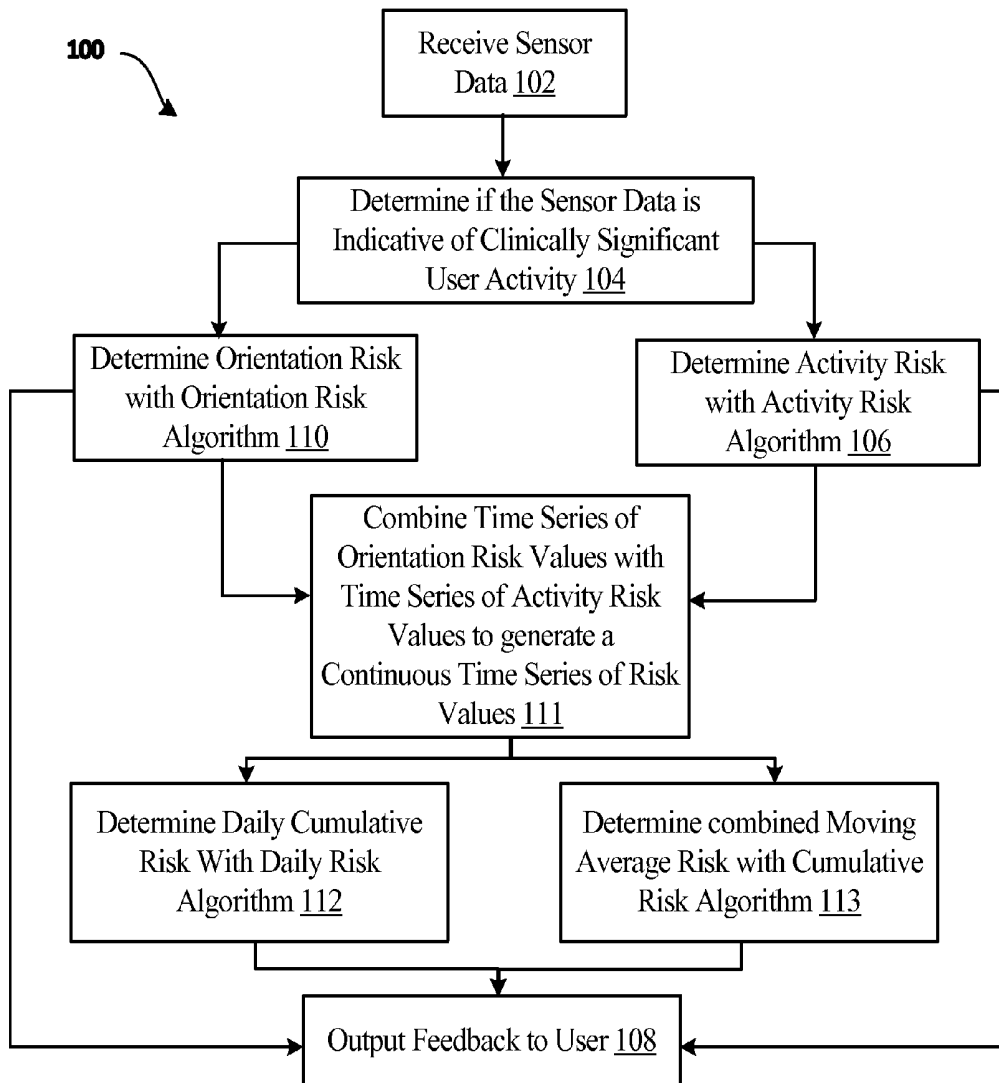 100
Receive Sensor
Data 102
Determine if the Sensor Data is
Indicative of Clinically Significant
User Activity 104
Determine Orientation Risk
with Orientation Risk
Algorithm 110
Determine Activity Risk
with Activity Risk
Algorithm 106
Combine Time Series of
Orientation Risk Values with
Time Series of Activity Risk
Values to generate a
Continuous Time Series of Risk
Values 111
Determine Daily Cumulative
Risk With Daily Risk
Algorithm 112
Determine combined Moving
Average Risk with Cumulative
Risk Algorithm 113
Output Feedback to User 108